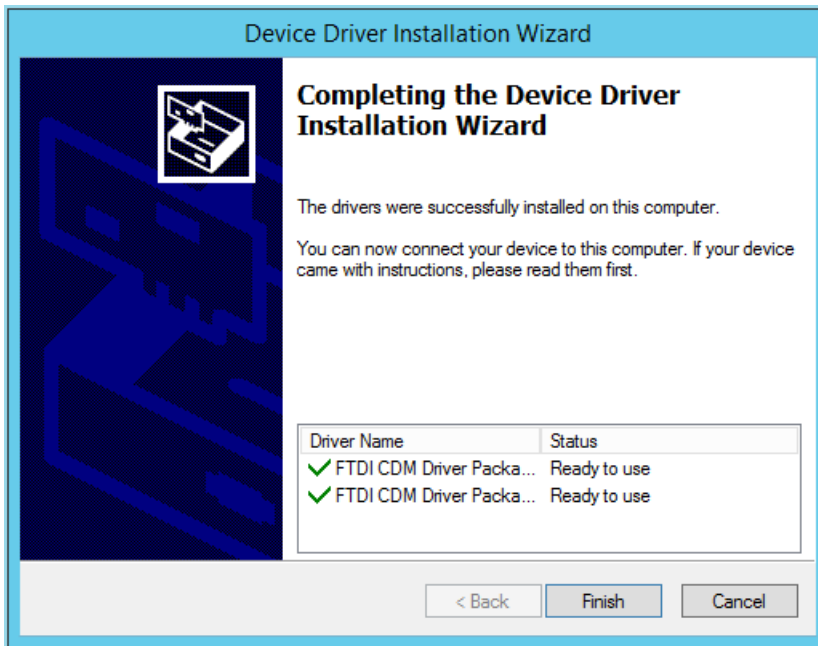 Device Driver Installation Wizard
Completing the Device Driver
Installation Wizard
The drivers were successfully installed on this computer.
You can now connect your device to this computer. If your device
came with instructions, please read them first.
Driver Name Status
FTDI CDM Driver Packa... Ready to use
FTDI CDM Driver Packa... Ready to use
< Back Finish Cancel